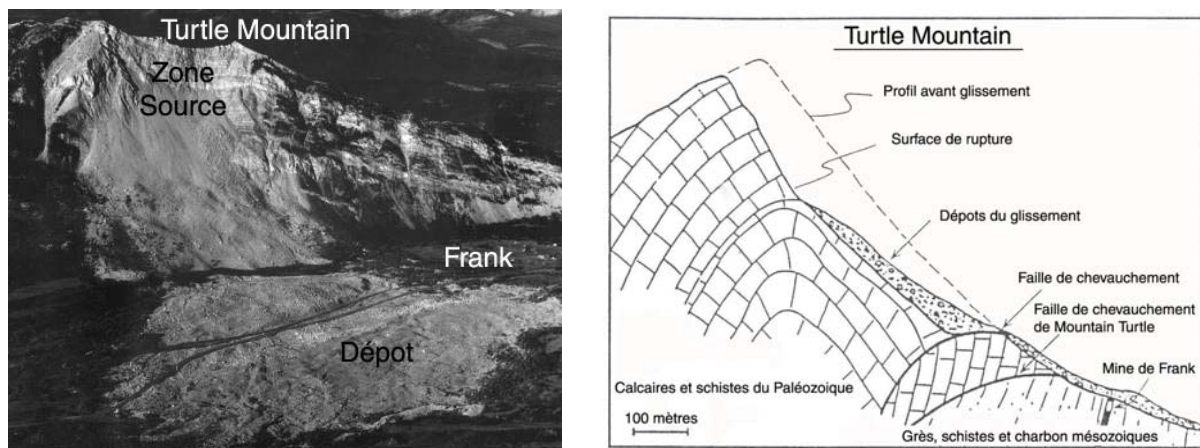 Turtle Mountain
Zone
Source
Frank
Dépot
Turtle Mountain
Profil avant glissement
Surface de rupture
Dépots du glissement
Faille de chevauchement
Faille de chevauchement
de Mountain Turtle
Mine de Frank
Calcaires et schistes du Paléozoique
100 mètres
Grès, schistes et charbon mésozoiques